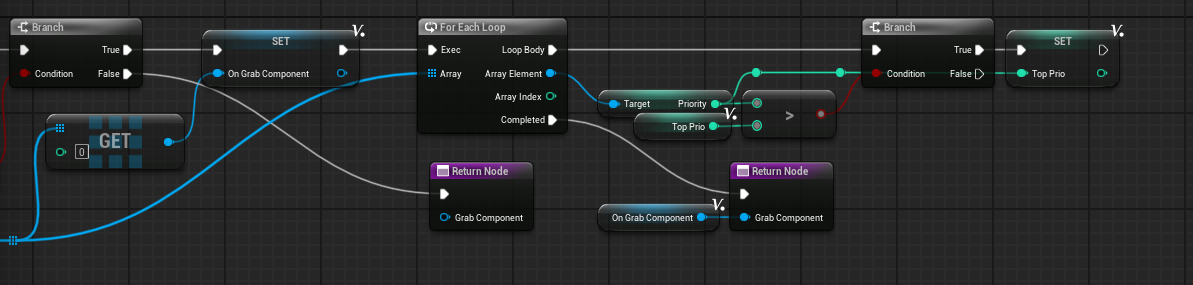 Branch
True
Condition
False
SET
V.
On Grab Component
GET
0
For Each Loop
Exec
Loop Body
Array
Array Element
Array Index
Completed
Target
Priority
V.
Top Prio
>
Branch
True
Condition
False
SET
V.
Top Prio
Return Node
Grab Component
On Grab Component
V.
Return Node
Grab Component